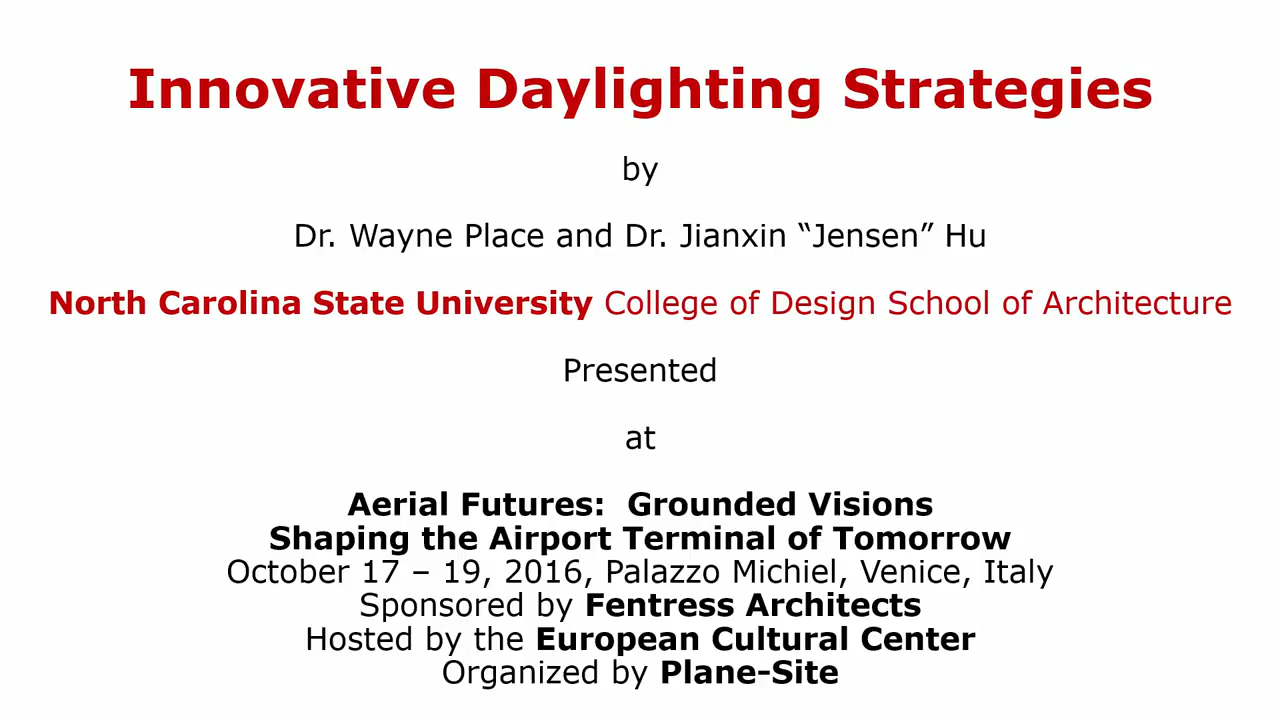 Innovative Daylighting Strategies
by
Dr. Wayne Place and Dr. Jianxin “Jensen” Hu
North Carolina State University College of Design School of Architecture
Presented
at
Aerial Futures:  Grounded Visions
Shaping the Airport Terminal of Tomorrow
October 17 – 19, 2016, Palazzo Michiel, Venice, Italy
Sponsored by Fentress Architects
Hosted by the European Cultural Center
Organized by Plane-Site